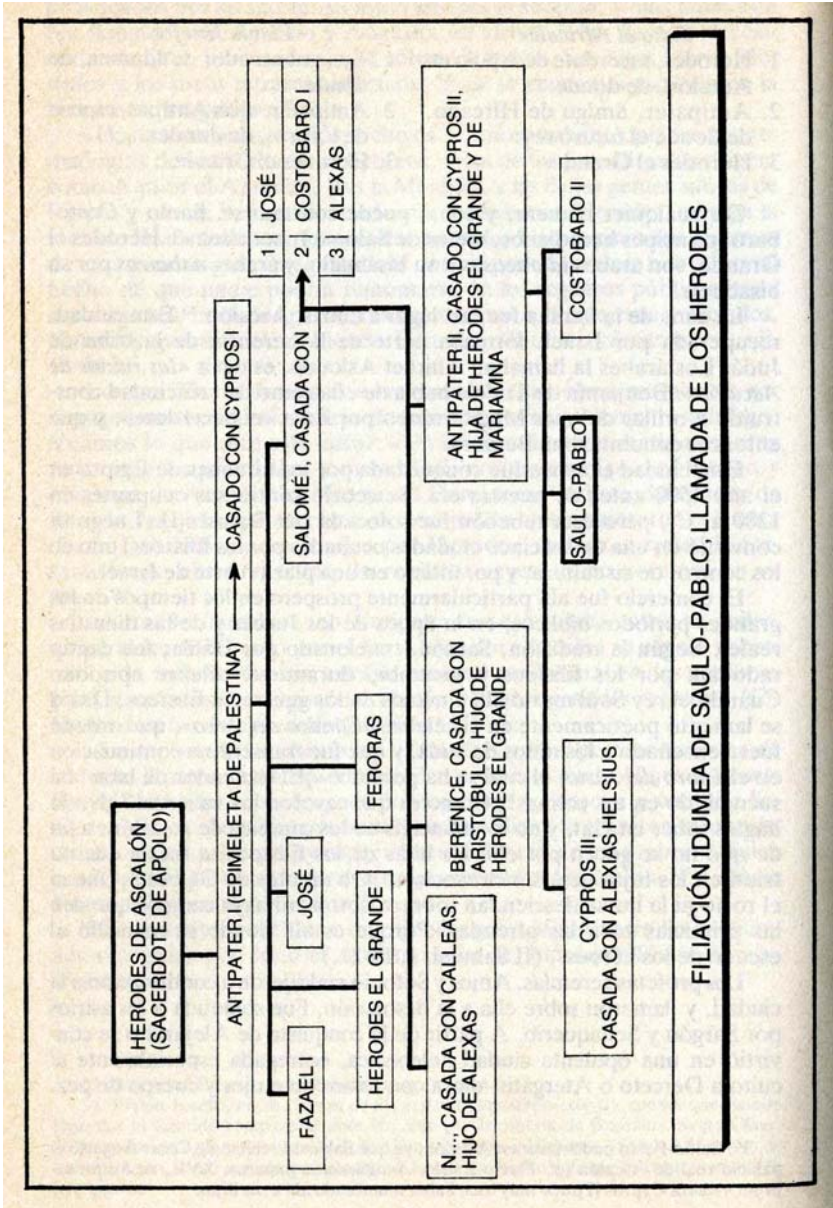 HERODES DE ASCALÓN
(SACERDOTE DE APOLO)
ANTIPATER I (EPIMELETA DE PALESTINA)
CASADO CON CYPROS I
FAZAEL
JOSÉ
FERORAS
HERODES EL GRANDE
SALOMÉ I, CASADA CON
1 JOSÉ
2 COSTOBARO
3 ALEXAS
...: CASADA CON CALLAS,
HIJO DE ALEXAS
BERENICE, CASADA CON
ARISTOBULO, HIJO DE
HERODES EL GRANDE
ANTIPATER II, CASADO CON CYPROS II,
HIJA DE HERODES EL GRANDE Y DE
MARIAMNA
CYPROS III
CASADA CON ALEXIAS HELSIUS
SAULO-PABLO
COSTOBARO II
FILIACIÓN IDUMEA DE SAULO-PABLO, LLAMADA DE LOS HERODES